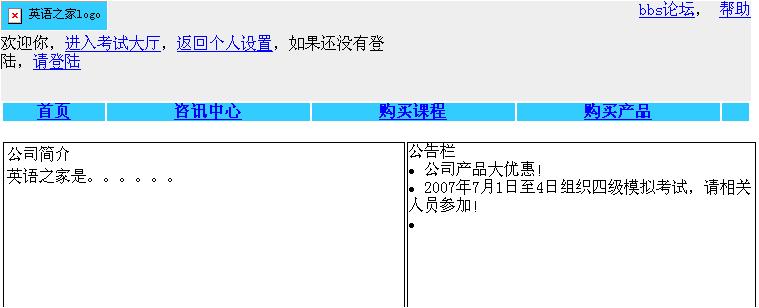 英语之家logo
bbs论坛， 帮助
欢迎你，进入考试大厅，返回个人设置，如果还没有登
陆，请登陆
首页 咨讯中心 购买课程 购买产品
公司简介
英语之家是。。。。。。
公告栏
• 公司产品大优惠！
• 2007年7月1日至4日组织四级模拟考试，请相关
人员参加！
•